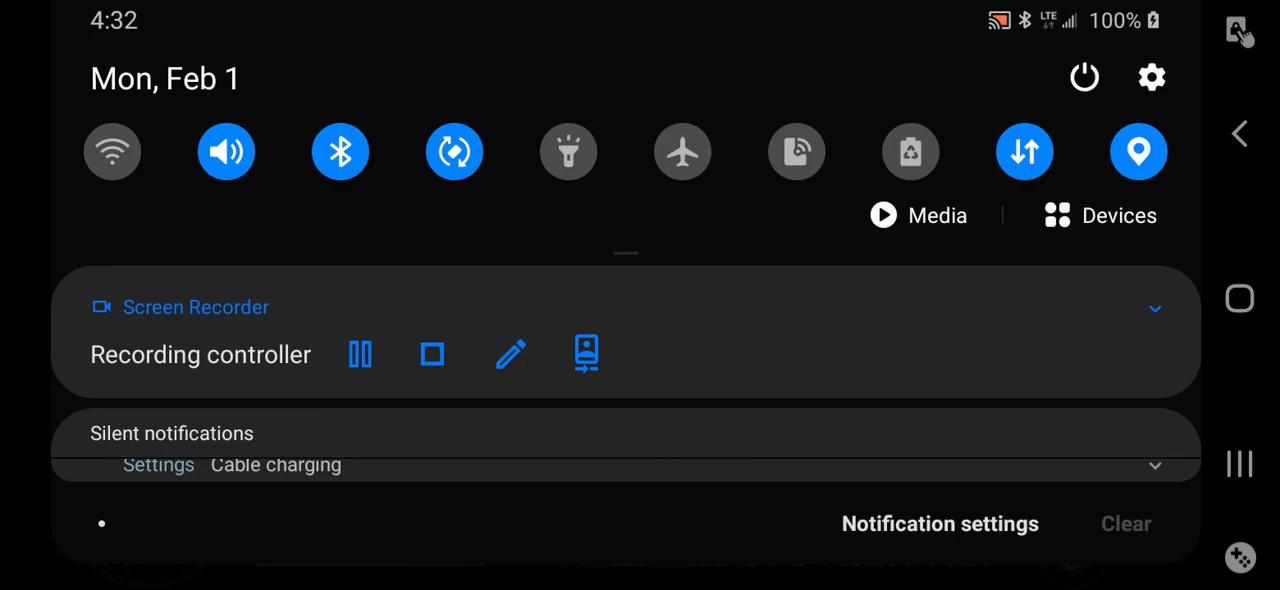 4:32
LTE 100%
Mon, Feb 1
Media Devices
Screen Recorder
Recording controller
Silent notifications
Settings Cable charging
Notification settings Clear